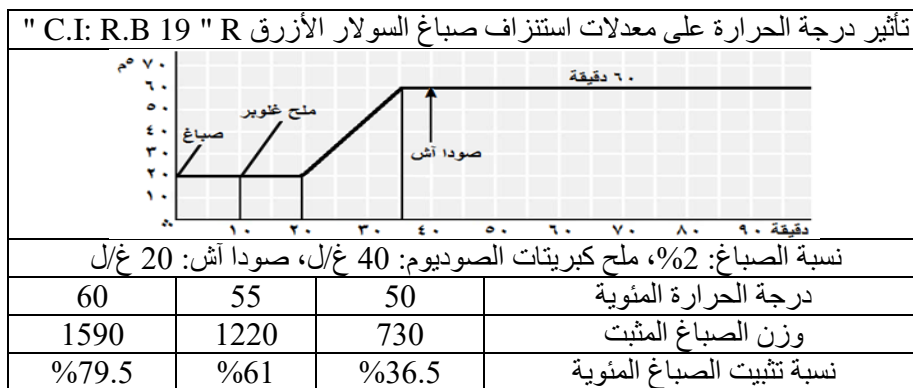 تأثير درجة الحرارة على معدلات استنزاف صباغ السولار الأزرق C.I: R.B 19 " R "
٧٠ °م
٦٠
٥٠
٤٠
٣٠
٢٠
١٠
٦٠ دقيقة
ملح غلوبر
صباغ
صودا آش
١٠ ٢٠ ٣٠ ٤٠ ٥٠ ٦٠ ٧٠ ٨٠ ٩٠ دقيقة
نسبة الصباغ: 2%، ملح كبريتات الصوديوم: 40 غ/ل، صودا آش: 20 غ/ل
درجة الحرارة المئوية 50 55 60
وزن الصباغ المثبت 730 1220 1590
نسبة تثبيت الصباغ المئوية %36.5 %61 %79.5